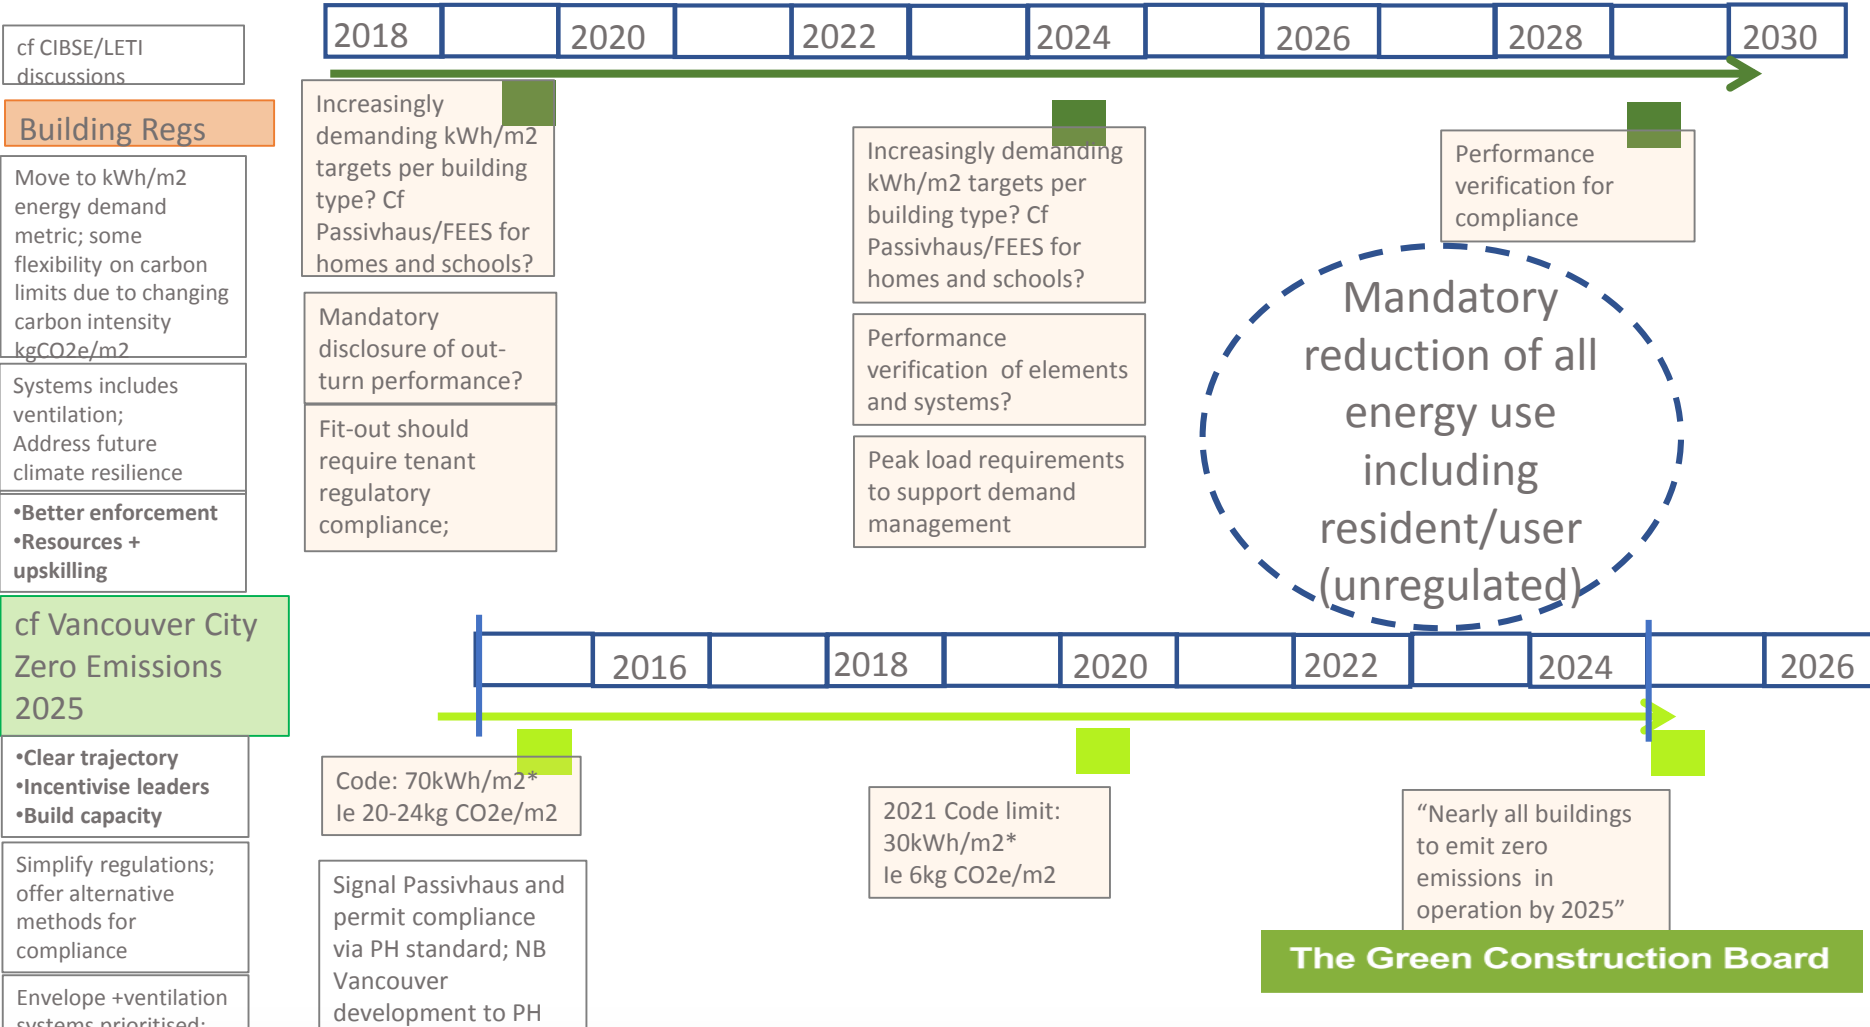 cf CIBSE/LETI
discussions
2018
2020
2022
2024
2026
2028
2030
Building Regs
Move to kWh/m2
energy demand
metric; some
flexibility on carbon
limits due to changing
carbon intensity
kgCO2e/m2
Systems includes
ventilation;
Address future
climate resilience
•Better enforcement
•Resources +
upskilling
Increasingly
demanding kWh/m2
targets per building
type? Cf
Passivhaus/FEES for
homes and schools?
Mandatory
disclosure of out-
turn performance?
Fit-out should
require tenant
regulatory
compliance;
Increasingly demanding
kWh/m2 targets per
building type? Cf
Passivhaus/FEES for
homes and schools?
Performance
verification of elements
and systems?
Peak load requirements
to support demand
management
Performance
verification for
compliance
Mandatory
reduction of all
energy use
including
resident/user
(unregulated)
cf Vancouver City
Zero Emissions
2025
2016
2018
2020
2022
2024
2026
•Clear trajectory
•Incentivise leaders
•Build capacity
Simplify regulations;
offer alternative
methods for
compliance
Envelope +ventilation
systems prioritised;
Code: 70kWh/m2*
Ie 20-24kg CO2e/m2
Signal Passivhaus and
permit compliance
via PH standard; NB
Vancouver
development to PH
2021 Code limit:
30kWh/m2*
Ie 6kg CO2e/m2
“Nearly all buildings
to emit zero
emissions in
operation by 2025”
The Green Construction Board